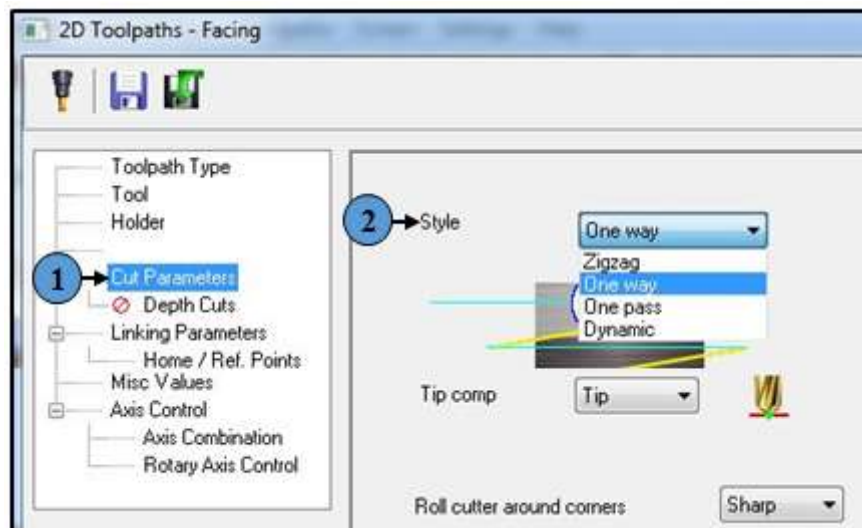 2D Toolpaths - Facing
Toolpath Type
Tool
Holder
1
Cut Parameters
Depth Cuts
Linking Parameters
Home / Ref. Points
Misc Values
Axis Control
Axis Combination
Rotary Axis Control
2
Style
One way
Zigzag
One way
One pass
Dynamic
Tip comp
Tip
Roll cutter around corners
Sharp